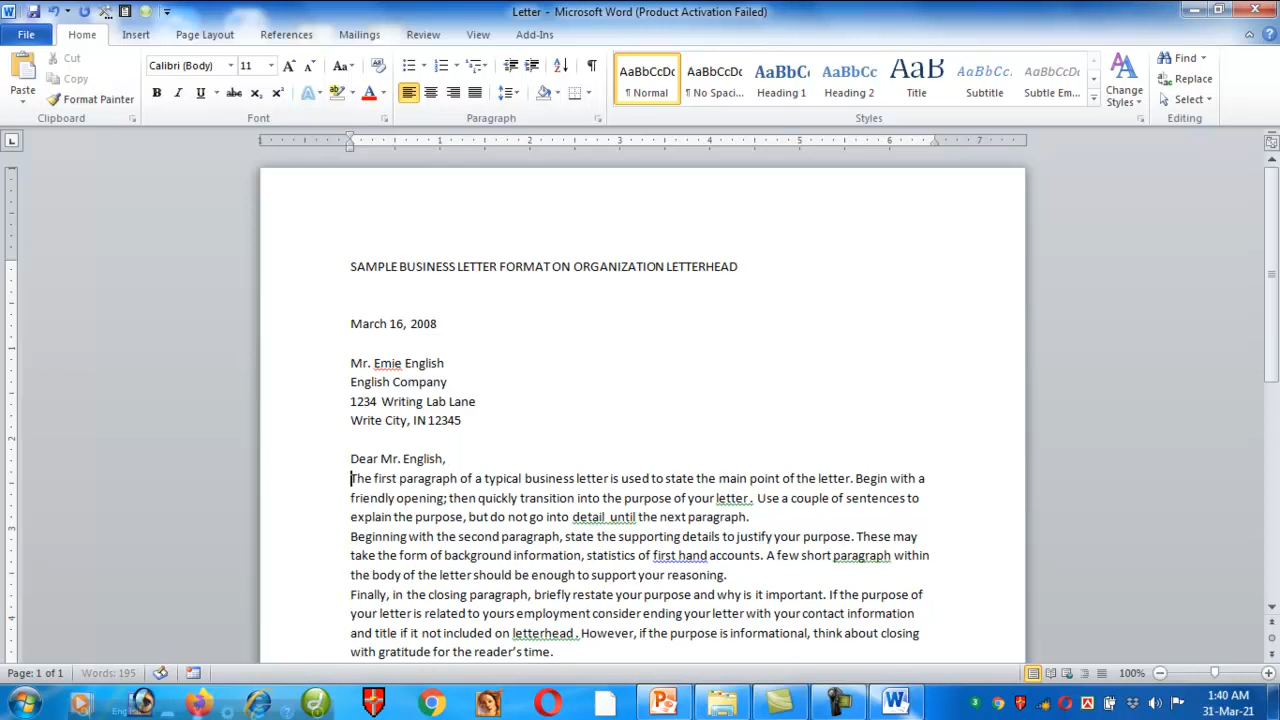 Letter - Microsoft Word (Product Activation Failed)
File Home Insert Page Layout References Mailings Review View Add-Ins
Cut
Copy
Format Painter
Paste
Clipboard
Calibri (Body) 11
Font
Paragraph
AaBbCcDc AaBbCcDc AaBbC AaBbCc AaB AaBbCc. AaBbCcDc
¶ Normal ¶ No Spaci... Heading 1 Heading 2 Title Subtitle Subtle Em...
Change
Styles
Styles
Find
Replace
Select
Editing
1 1 2 3 4 5 6 7
SAMPLE BUSINESS LETTER FORMAT ON ORGANIZATION LETTERHEAD
March 16, 2008
Mr. Emie English
English Company
1234 Writing Lab Lane
Write City, IN 12345
Dear Mr. English,
The first paragraph of a typical business letter is used to state the main point of the letter. Begin with a
friendly opening; then quickly transition into the purpose of your letter . Use a couple of sentences to
explain the purpose, but do not go into detail until the next paragraph.
Beginning with the second paragraph, state the supporting details to justify your purpose. These may
take the form of background information, statistics of first hand accounts. A few short paragraph within
the body of the letter should be enough to support your reasoning.
Finally, in the closing paragraph, briefly restate your purpose and why is it important. If the purpose of
your letter is related to yours employment consider ending your letter with your contact information
and title if it not included on letterhead . However, if the purpose is informational, think about closing
with gratitude for the reader's time.
Page: 1 of 1 Words: 195 100%
1:40 AM
31-Mar-21